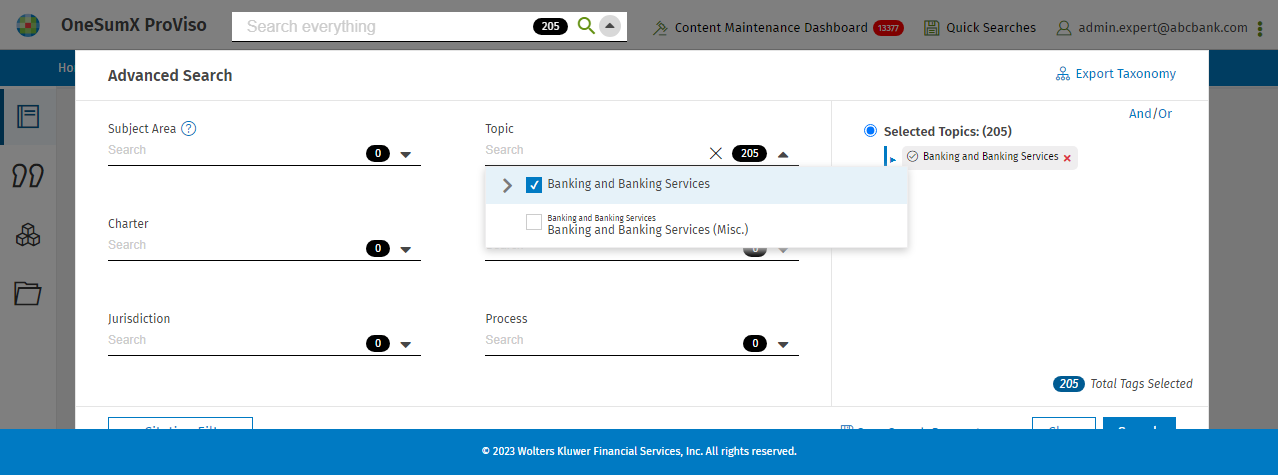 OneSumX ProViso
Search everything
205
Content Maintenance Dashboard 13377
Quick Searches
admin.expert@abcbank.com
Advanced Search
Export Taxonomy
And/Or
Subject Area ?
Search
0
Topic
Search
205
Banking and Banking Services
Banking and Banking Services
Banking and Banking Services (Misc.)
Selected Topics: (205)
Banking and Banking Services
Charter
Search
0
Jurisdiction
Search
0
Process
Search
0
205 Total Tags Selected
© 2023 Wolters Kluwer Financial Services, Inc. All rights reserved.